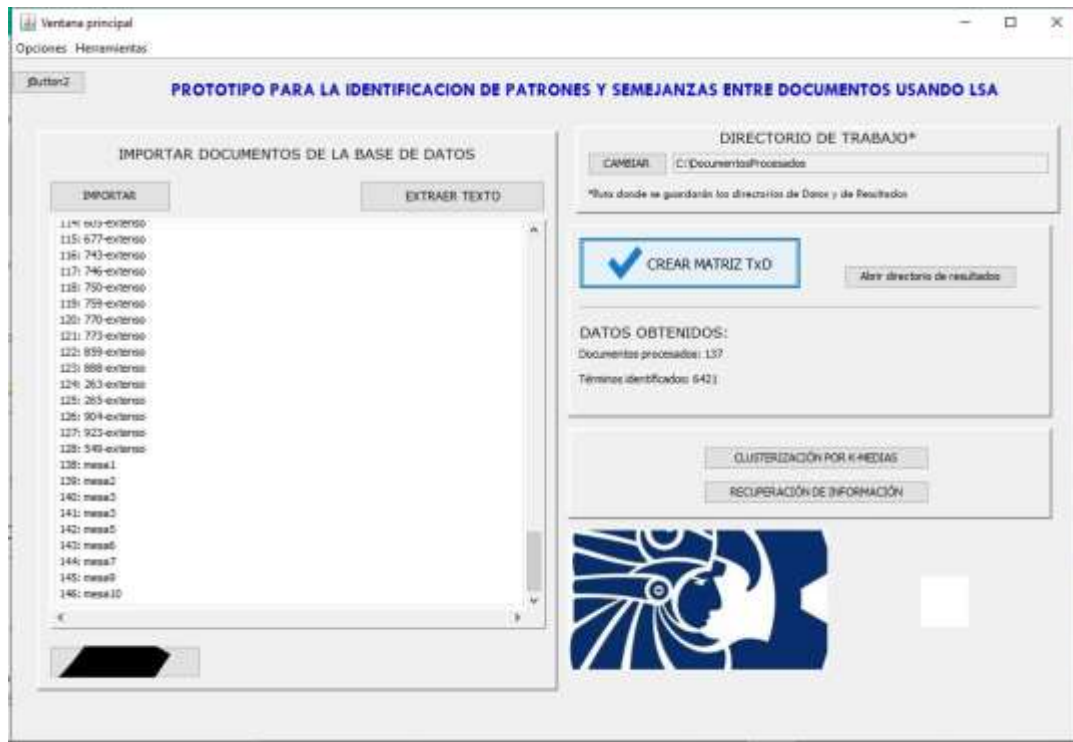 Ventana principal
Opciones Herramientas
jButton2
PROTOTIPO PARA LA IDENTIFICACION DE PATRONES Y SEMEJANZAS ENTRE DOCUMENTOS USANDO LSA
IMPORTAR DOCUMENTOS DE LA BASE DE DATOS
IMPORTAR EXTRAER TEXTO
114: 603-extenso
115: 677-extenso
116: 743-extenso
117: 746-extenso
118: 750-extenso
119: 759-extenso
120: 770-extenso
121: 773-extenso
122: 859-extenso
123: 888-extenso
124: 263-extenso
125: 265-extenso
126: 904-extenso
127: 923-extenso
128: 549-extenso
138: mesa1
139: mesa2
140: mesa3
141: mesa3
142: mesa5
143: mesa6
144: mesa7
145: mesa9
146: mesa10
DIRECTORIO DE TRABAJO*
CAMBIAR C:\DocumentosProcesados
*Ruta donde se guardarán los directorios de Datos y de Resultados
CREAR MATRIZ TxD
Abrir directorio de resultados
DATOS OBTENIDOS:
Documentos procesados: 137
Términos identificados: 6421
CLUSTERIZACIÓN POR K-MEDIAS
RECUPERACIÓN DE INFORMACIÓN